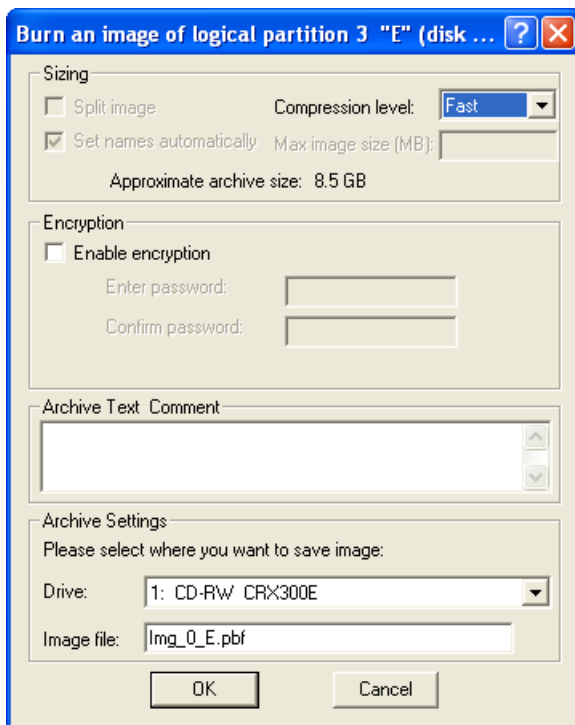 Burn an image of logical partition 3 "E" (disk ...
Sizing
Split image Compression level: Fast
Set names automatically Max image size (MB):
Approximate archive size: 8.5 GB
Encryption
Enable encryption
Enter password:
Confirm password:
Archive Text Comment
Archive Settings
Please select where you want to save image:
Drive: 1: CD-RW CRX300E
Image file: Img_0_E.pbf
OK Cancel